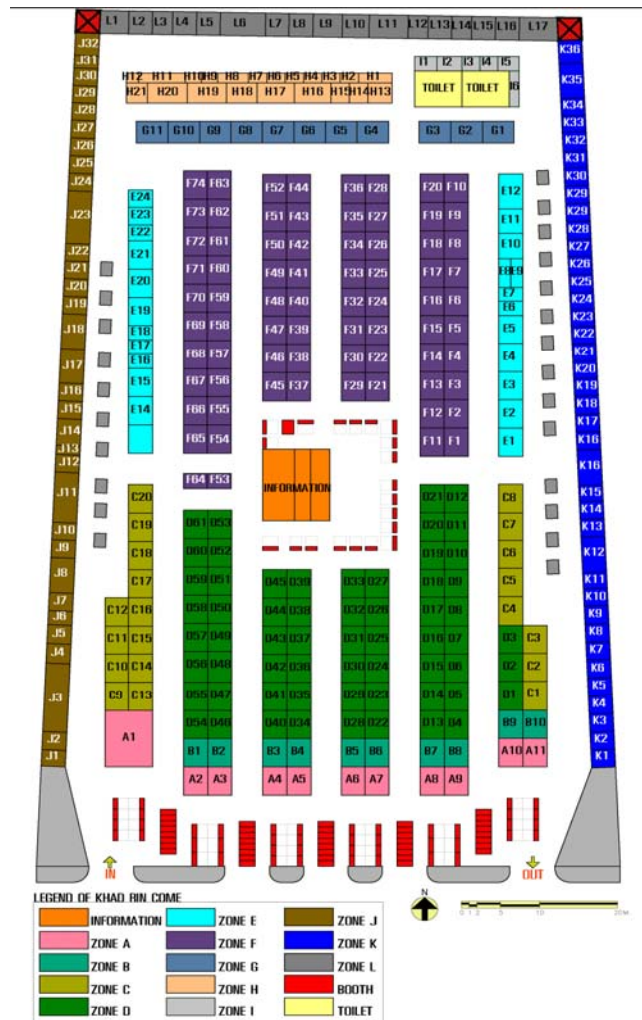 L1 L2 L3 L4 L5 L6 L7 L8 L9 L10 L11 L12 L13 L14 L15 L16 L17
J32 K36
J31 H12 H11 H10 H9 H8 H7 H6 H5 H4 H3 H2 H1 I1 I2 I3 I4 I5
J30 H21 H20 H19 H18 H17 H16 H15 H14 H13 TOILET TOILET I6 K35
J29 K34
J28 K33
J27 G11 G10 G9 G8 G7 G6 G5 G4 G3 G2 G1 K32
J26 K31
J25 K30
J24 F74 F63 F52 F44 F36 F28 F20 F10 E12 K29
J23 E24 F73 F62 F51 F43 F35 F27 F19 F9 E11 K29
E23 K28
J22 E22 F72 F61 F50 F42 F34 F26 F18 F8 E10 K27
J21 E21 F71 F60 F49 F41 F33 F25 F17 F7 E8 E9 K26
J20 E20 K25
J19 F70 F59 F48 F40 F32 F24 F16 F6 E7 E6 K24
J18 E19 F69 F58 F47 F39 F31 F23 F15 F5 E5 K23
E18 K22
J17 E17 E16 F68 F57 F46 F38 F30 F22 F14 F4 E4 K21
K20
J16 E15 F67 F56 F45 F37 F29 F21 F13 F3 E3 K19
J15 E14 F66 F55 F12 F2 E2 K18
J14 K17
J13 F65 F54 F11 F1 E1 K16
J12 K16
J11 F64 F53 INFORMATION K15
C20 D21 D12 C8 K14
J10 C19 D61 D53 D20 D11 C7 K13
J9 C18 D60 D52 D19 D10 C6 K12
J8 C17 D59 D51 D45 D39 D33 D27 D18 D9 C5 K11
J7 K10
J6 C12 C16 D58 D50 D44 D38 D32 D26 D17 D8 C4 K9
J5 C11 C15 D57 D49 D43 D37 D31 D25 D16 D7 D3 C3 K8
J4 K7
C10 C14 D56 D48 D42 D36 D30 D24 D15 D6 D2 C2 K6
J3 C9 C13 D55 D47 D41 D35 D29 D23 D14 D5 D1 C1 K5
K4
J2 A1 D54 D46 D40 D34 D28 D22 D13 D4 B9 B10 K3
K2
J1 B1 B2 B3 B4 B5 B6 B7 B8 A10 A11 K1
A2 A3 A4 A5 A6 A7 A8 A9
IN OUT
LEGEND OF KHAD RIN COME
INFORMATION ZONE E ZONE J
ZONE A ZONE F ZONE K
ZONE B ZONE G ZONE L
ZONE C ZONE H BOOTH
ZONE D ZONE I TOILET
N
0 1 2 5 10 20 M